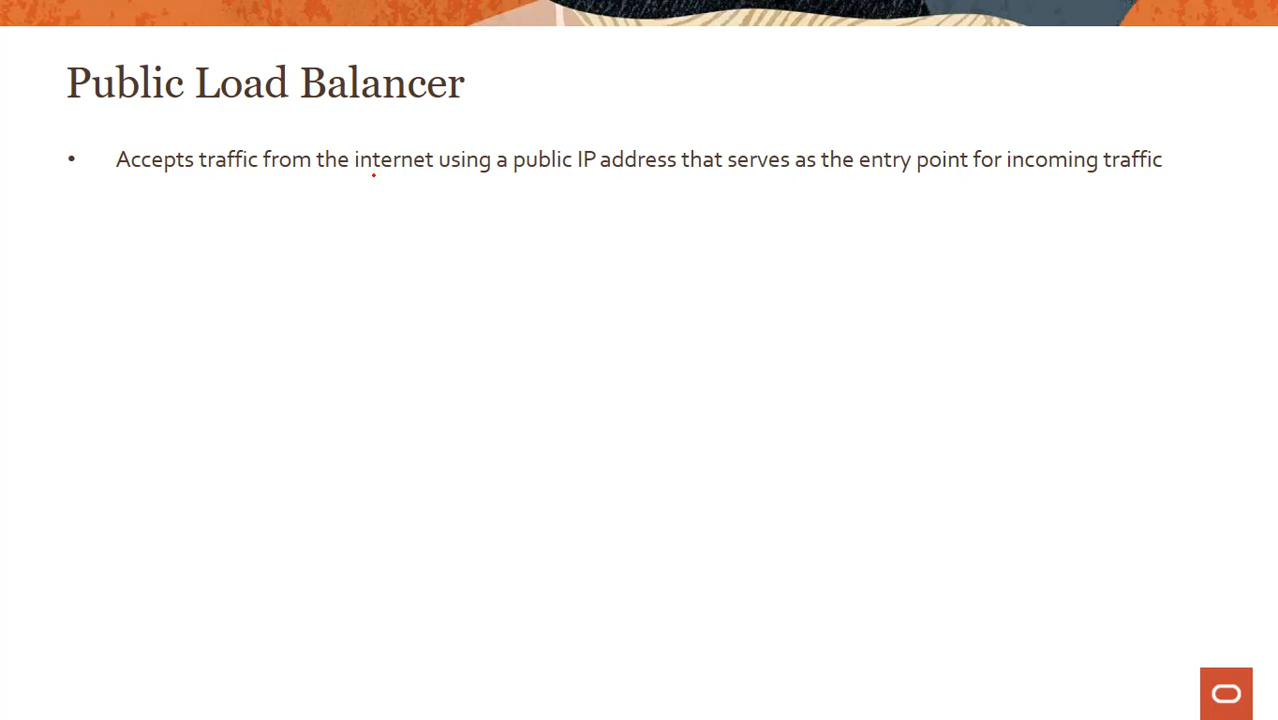 Public Load Balancer
• Accepts traffic from the internet using a public IP address that serves as the entry point for incoming traffic